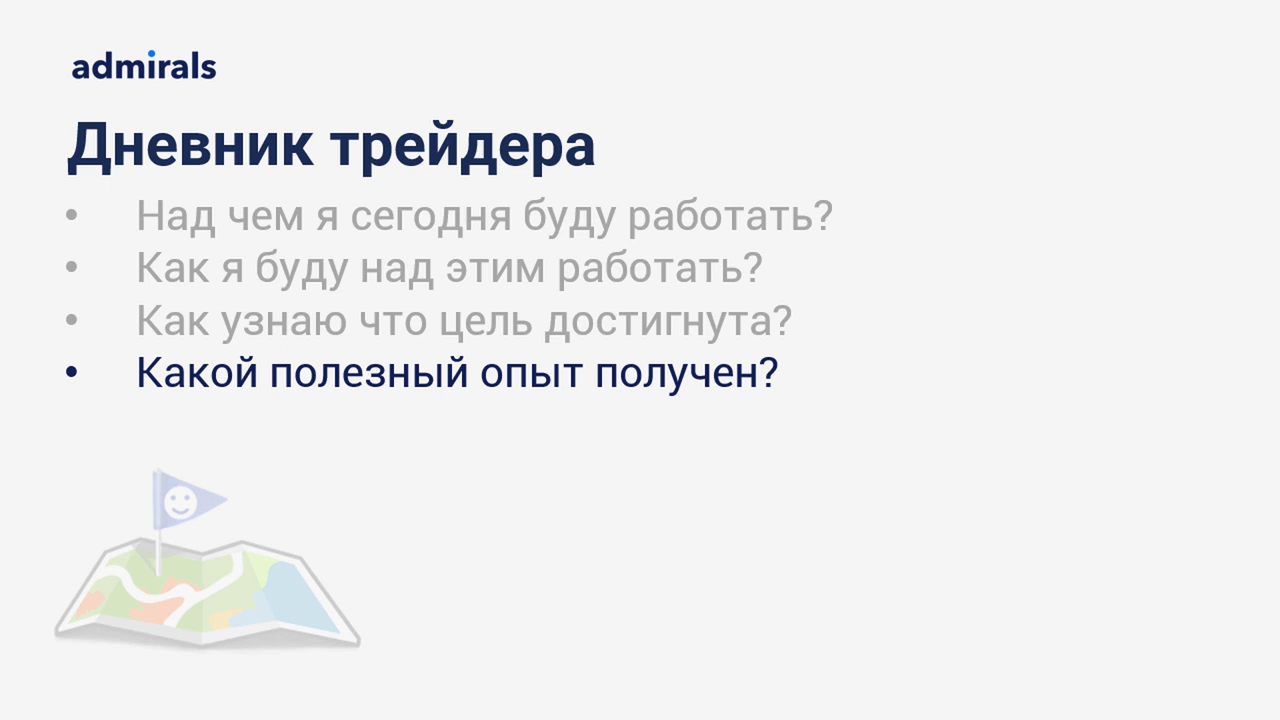 admirals
Дневник трейдера
• Над чем я сегодня буду работать?
• Как я буду над этим работать?
• Как узнаю что цель достигнута?
• Какой полезный опыт получен?